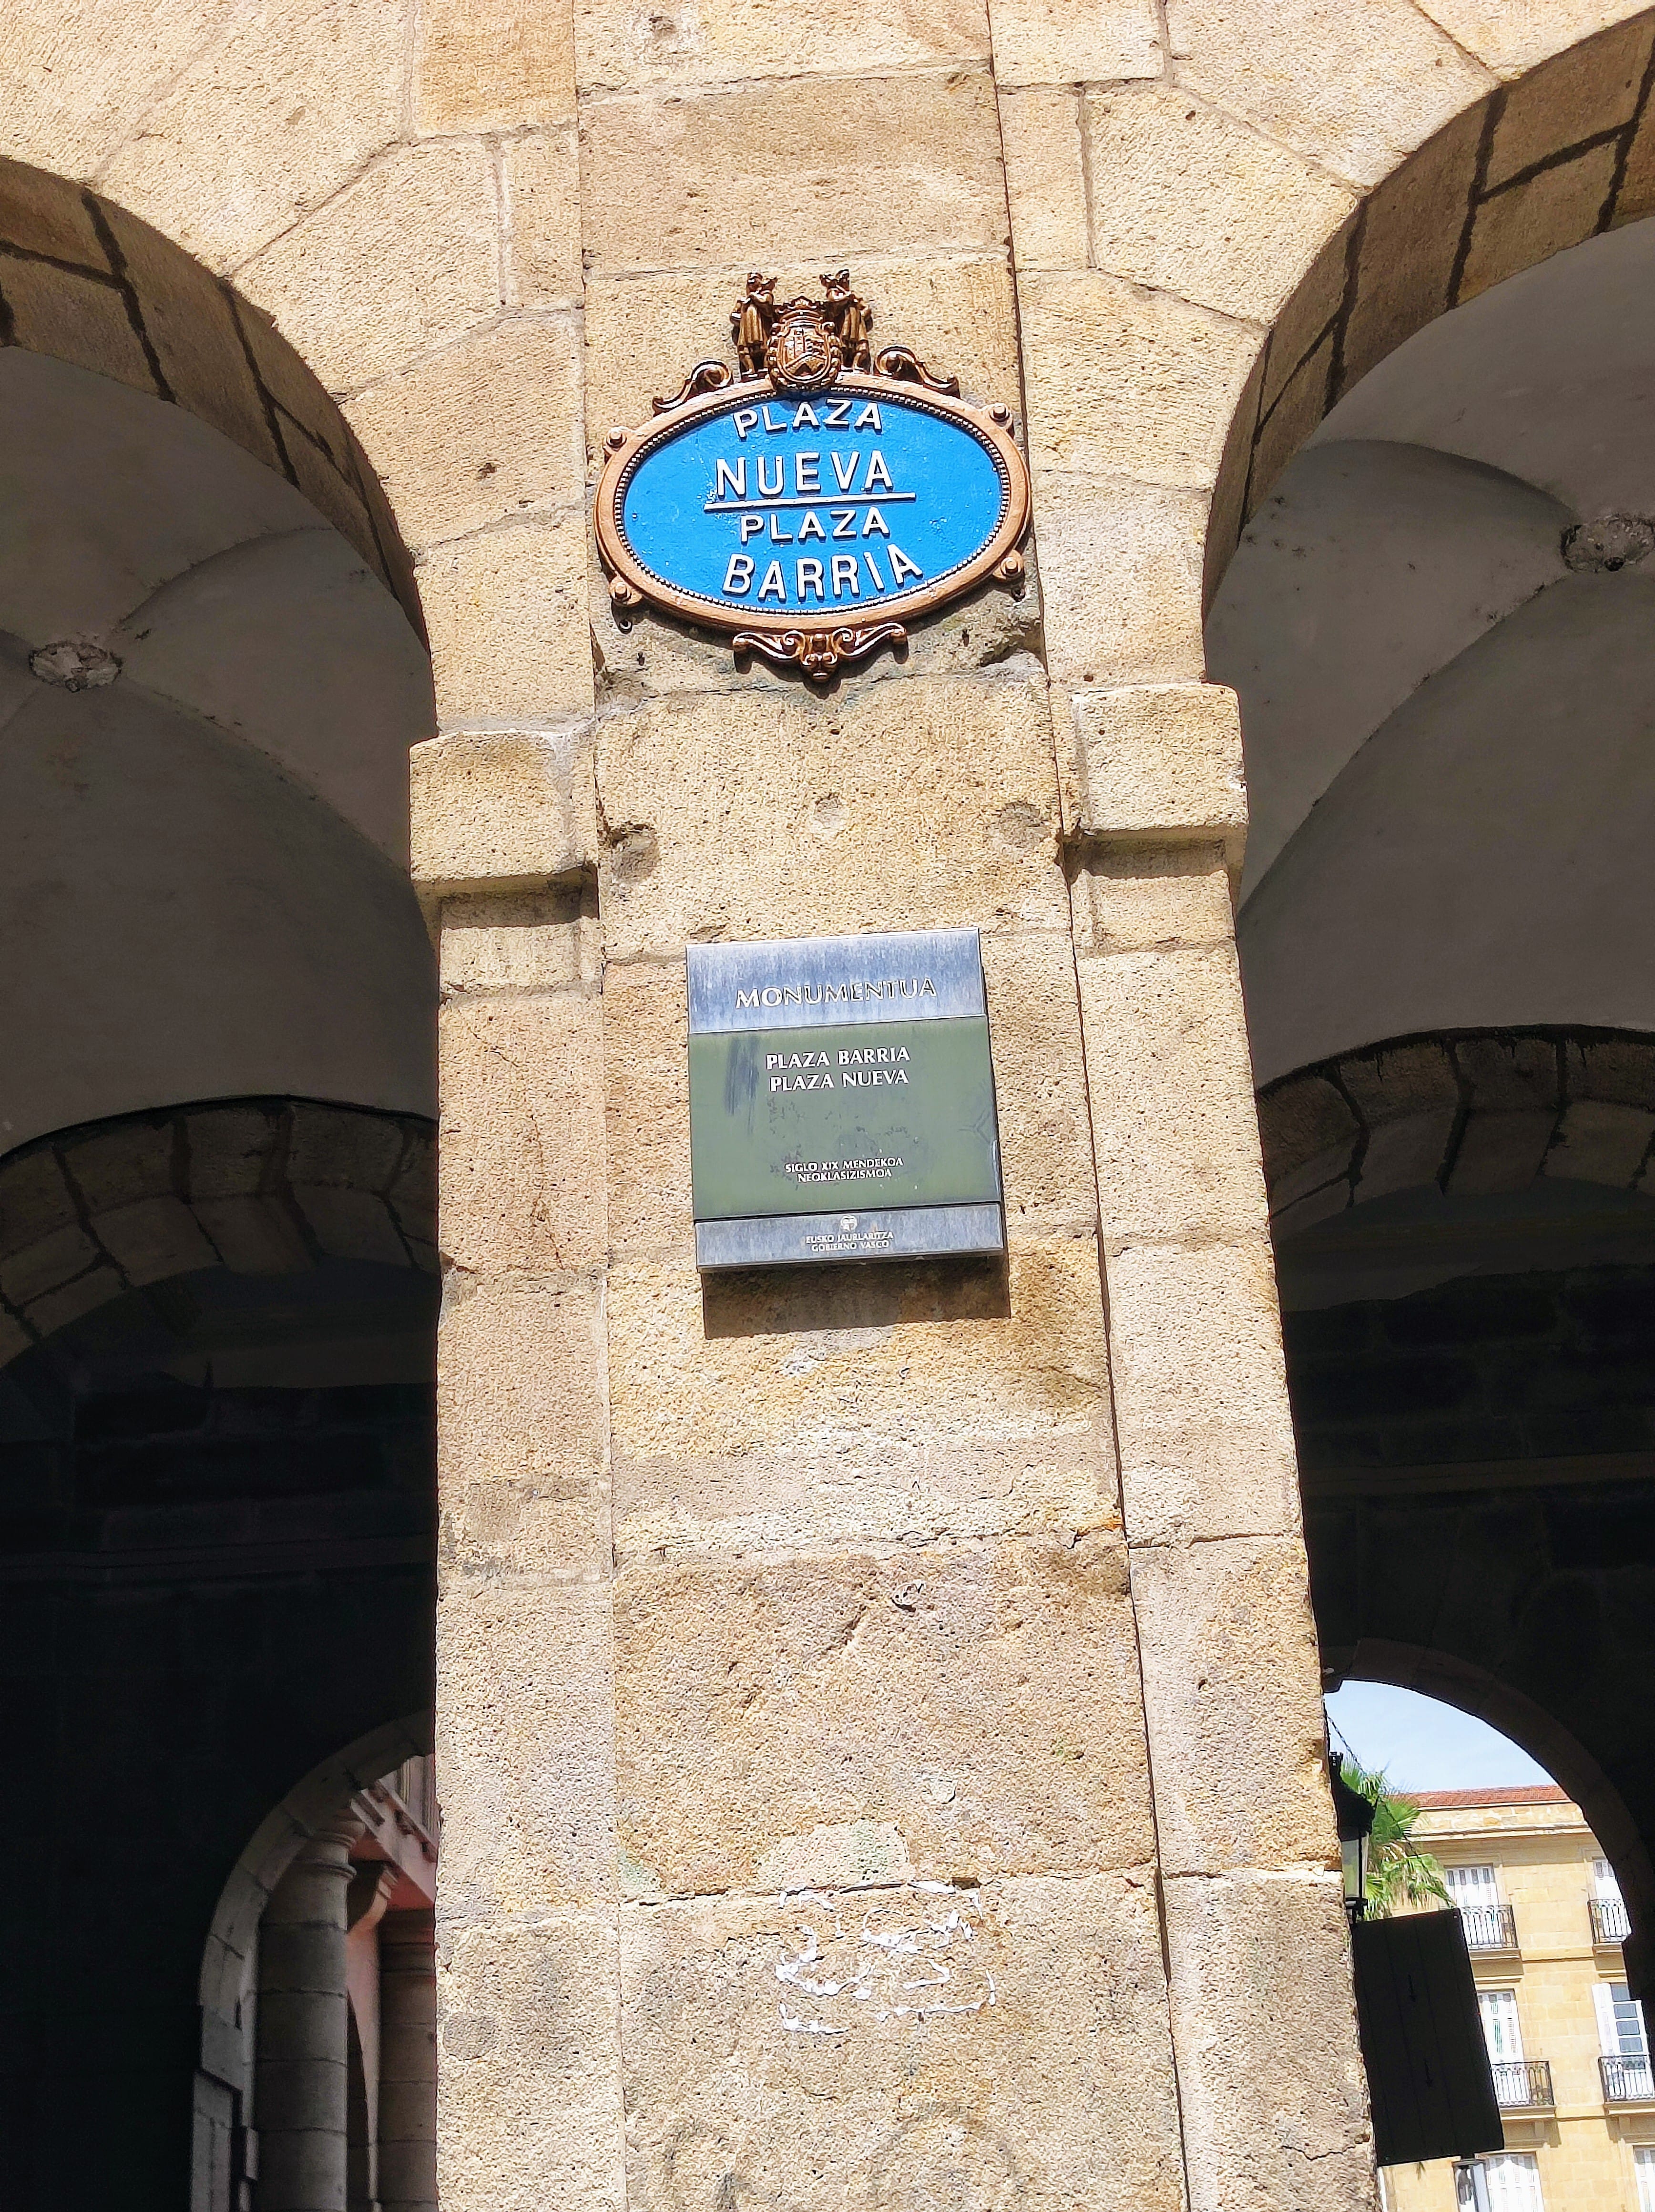 PLAZA
NUEVA
PLAZA
BARRIA
MONUMENTUA
PLAZA BARRIA
PLAZA NUEVA
SIGLO XIX MENDEKOA
NEOKLASIZISMOA
EUSKO JAURLARITZA
GOBIERNO VASCO